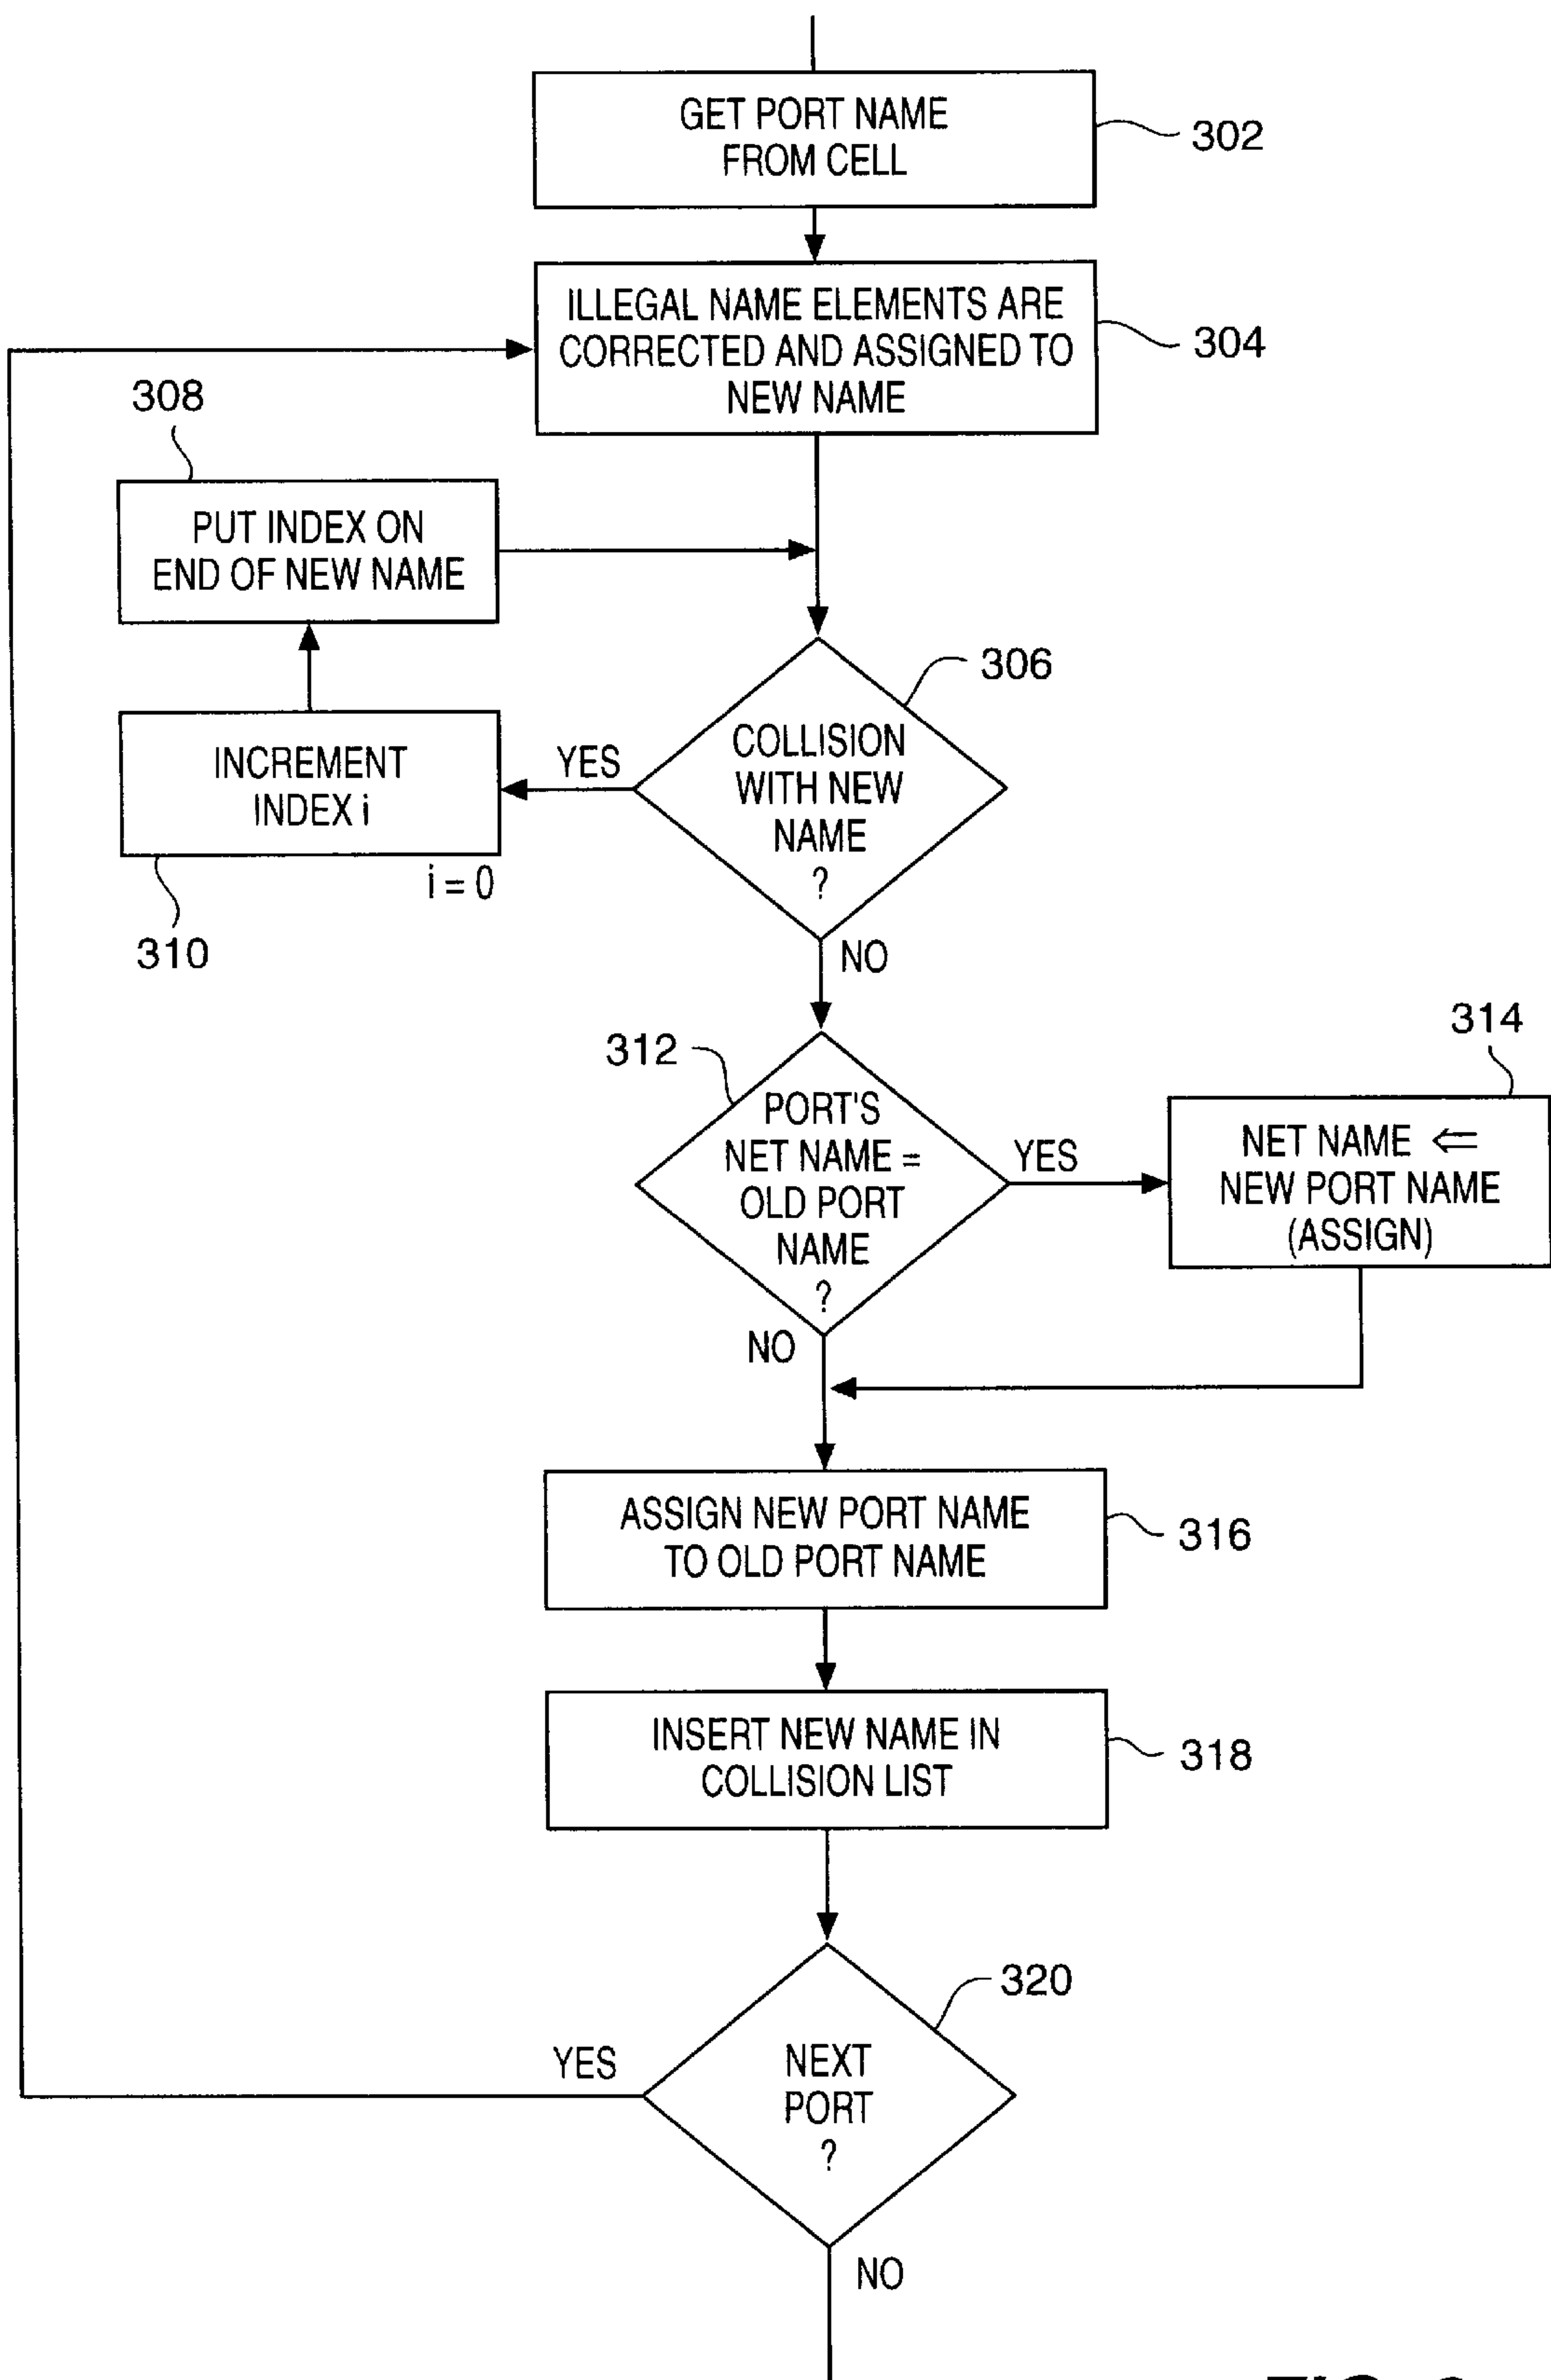 GET PORT NAME
FROM CELL
302
ILLEGAL NAME ELEMENTS ARE
CORRECTED AND ASSIGNED TO
NEW NAME
304
308
PUT INDEX ON
END OF NEW NAME
306
COLLISION
WITH NEW
NAME
?
YES
INCREMENT
INDEX i
i = 0
310
NO
312
PORT'S
NET NAME =
OLD PORT
NAME
?
YES
314
NET NAME ⇐
NEW PORT NAME
(ASSIGN)
NO
ASSIGN NEW PORT NAME
TO OLD PORT NAME
316
INSERT NEW NAME IN
COLLISION LIST
318
320
YES
NEXT
PORT
?
NO